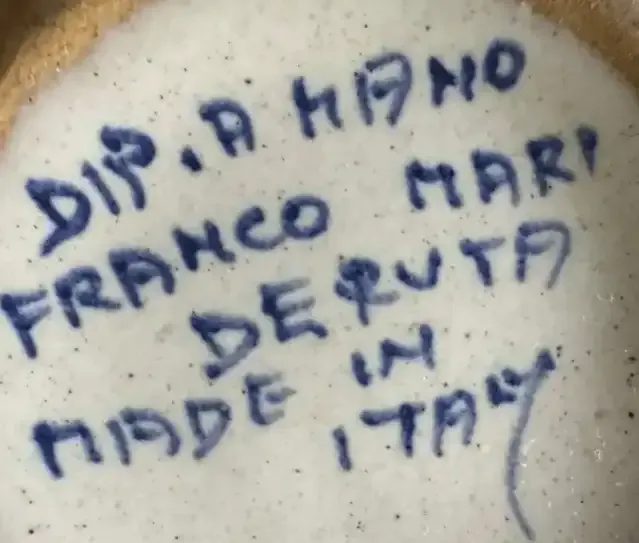 DIP. A MANO
FRANCO MARI
DERUTA
MADE IN
ITALY